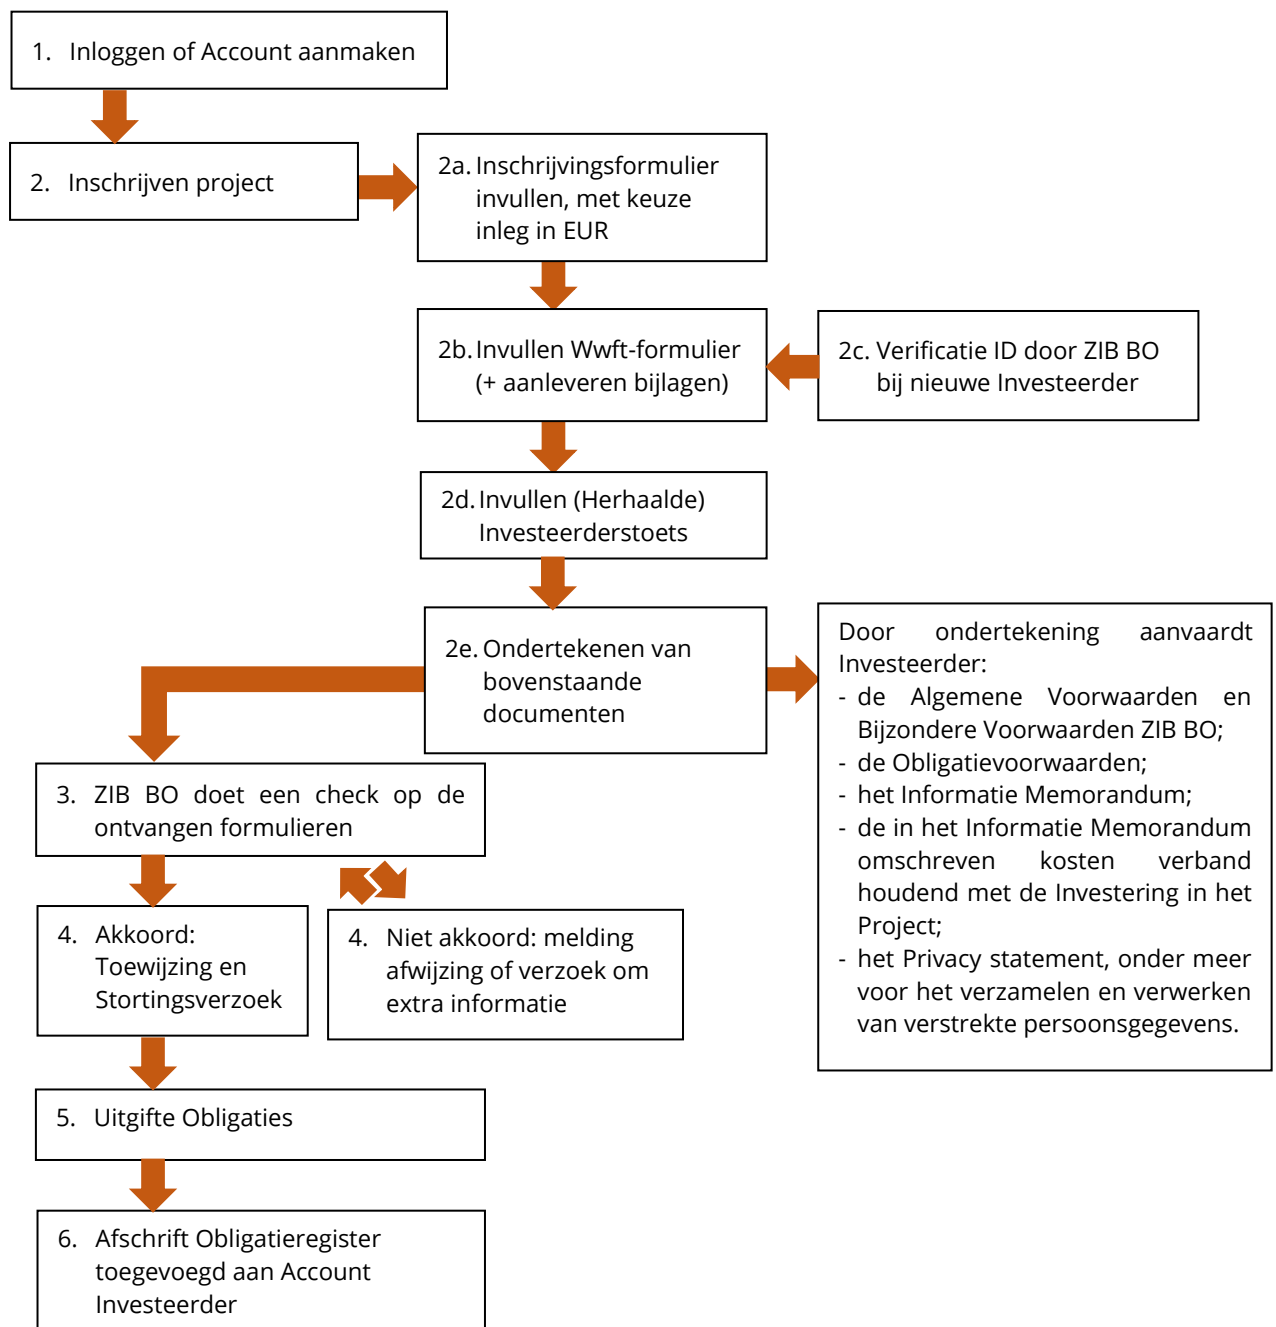 1. Inloggen of Account aanmaken
2. Inschrijven project
2a. Inschrijvingsformulier
invullen, met keuze
inleg in EUR
2b. Invullen Wwft-formulier
(+ aanleveren bijlagen)
2c. Verificatie ID door ZIB BO
bij nieuwe Investeerder
2d. Invullen (Herhaalde)
Investeerderstoets
2e. Ondertekenen van
bovenstaande
documenten
Door ondertekening aanvaardt
Investeerder:
- de Algemene Voorwaarden en
Bijzondere Voorwaarden ZIB BO;
- de Obligatievoorwaarden;
- het Informatie Memorandum;
- de in het Informatie Memorandum
omschreven kosten verband
houdend met de Investering in het
Project;
- het Privacy statement, onder meer
voor het verzamelen en verwerken
van verstrekte persoonsgegevens.
3. ZIB BO doet een check op de
ontvangen formulieren
4. Akkoord:
Toewijzing en
Stortingsverzoek
4. Niet akkoord: melding
afwijzing of verzoek om
extra informatie
5. Uitgifte Obligaties
6. Afschrift Obligatieregister
toegevoegd aan Account
Investeerder